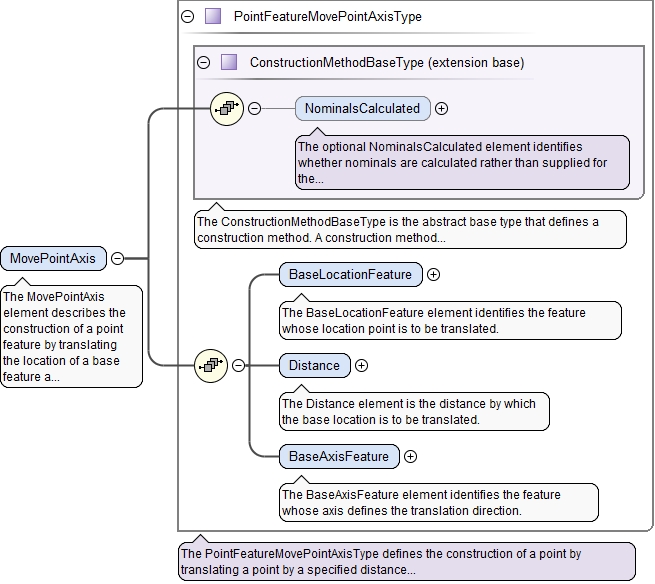 PointFeatureMovePointAxisType
ConstructionMethodBaseType (extension base)
NominalsCalculated
The optional NominalsCalculated element identifies
whether nominals are calculated rather than supplied for
the...
The ConstructionMethodBaseType is the abstract base type that defines a
construction method. A construction method...
MovePointAxis
The MovePointAxis
element describes the
construction of a point
feature by translating
the location of a base
feature a...
BaseLocationFeature
The BaseLocationFeature element identifies the feature
whose location point is to be translated.
Distance
The Distance element is the distance by which
the base location is to be translated.
BaseAxisFeature
The BaseAxisFeature element identifies the feature
whose axis defines the translation direction.
The PointFeatureMovePointAxisType defines the construction of a point by
translating a point by a specified distance...